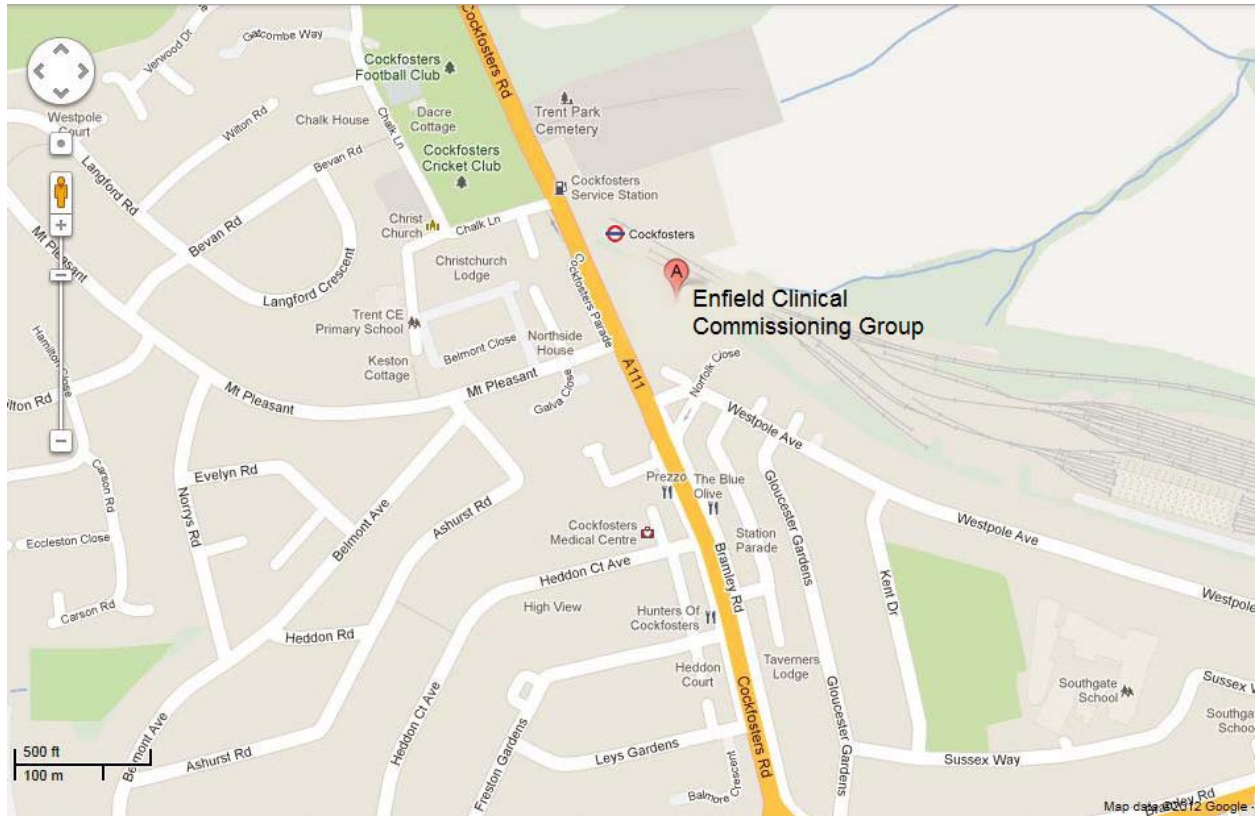 Gatcombe Way
Verwood Dr
Cockfosters
Football Club
Cockfosters Rd
Westpole
Court
Wilton Rd
Chalk House
Chalk Ln
Dacre
Cottage
Trent Park
Cemetery
Langford Rd
Bevan Rd
Cockfosters
Cricket Club
Cockfosters
Service Station
Mt Pleasant
Bevan Rd
Christ
Church
Chalk Ln
Cockfosters
Christchurch
Lodge
Langford Crescent
Cockfosters Parade
A
Enfield Clinical
Commissioning Group
Hamilton Close
Trent CE
Primary School
Northside
House
Belmont Close
Keston
Cottage
A111
Norfolk Close
Mt Pleasant
Mt Pleasant
Galva Close
Westpole Ave
ilton Rd
Carson Rd
Evelyn Rd
Norrys Rd
Belmont Ave
Ashurst Rd
Prezzo
The Blue
Olive
Gloucester Gardens
Cockfosters
Medical Centre
Station
Parade
Westpole Ave
Eccleston Close
Heddon Ct Ave
Bramley Rd
Kent Dr
Westpole
Carson Rd
High View
Hunters Of
Cockfosters
Heddon Rd
Heddon
Court
Taverners
Lodge
Southgate
School
Sussex W
Cockfosters Rd
Gloucester Gardens
Southgat
Schoo
500 ft
100 m
Belmont Ave
Ashurst Rd
Heddon Ct Ave
Freston Gardens
Leys Gardens
Sussex Way
Balmore Crescent
Bramley Rd
Map data ©2012 Google -